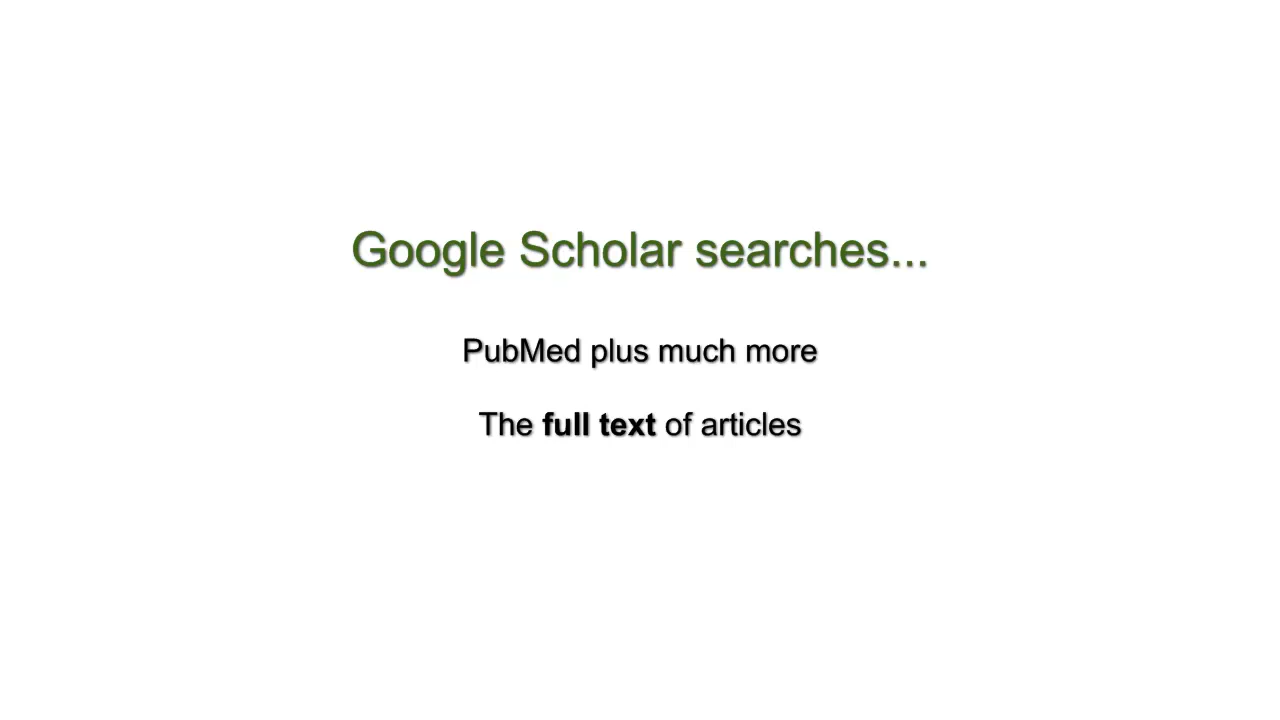 Google Scholar searches...
PubMed plus much more
The full text of articles